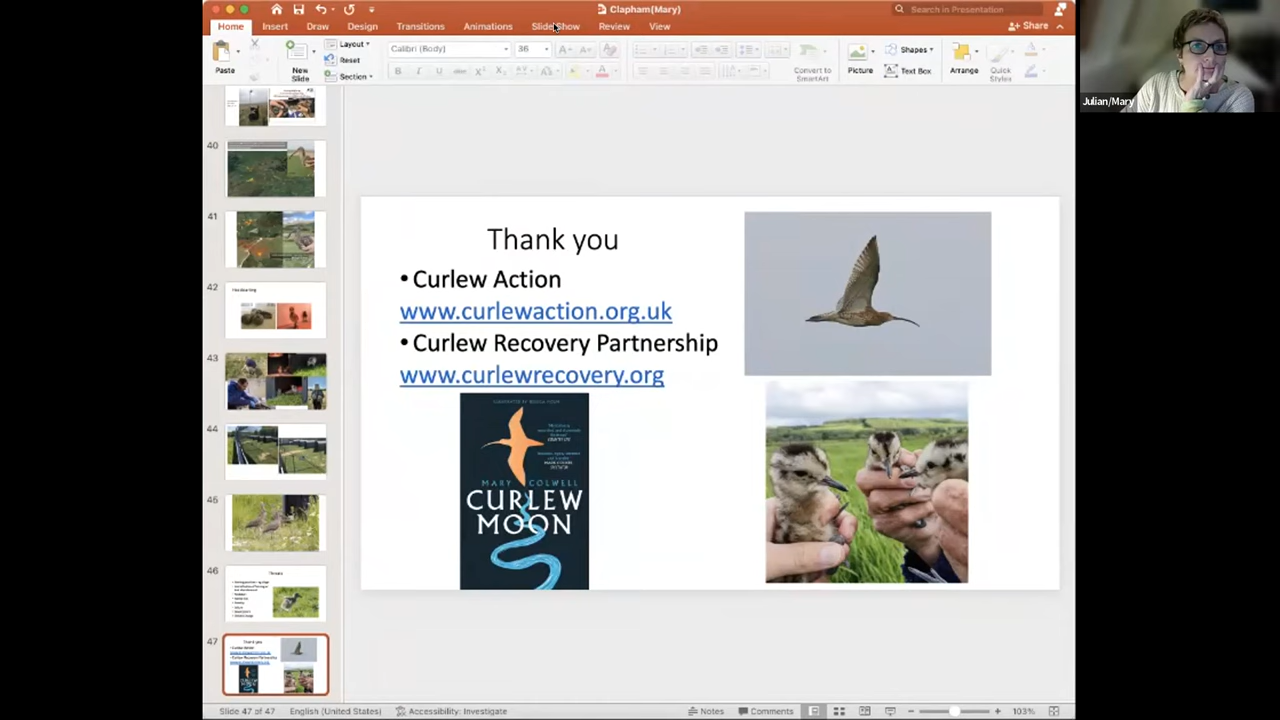 Clapham(Mary)
Search in Presentation
Home
Insert
Draw
Design
Transitions
Animations
Slide Show
Review
View
Share
Paste
New
Slide
Layout
Reset
Section
Calibri (Body)
36
Convert to
SmartArt
Picture
Shapes
Text Box
Arrange
Quick
Styles
Julian/Mary
40
41
42
43
44
45
46
47
Thank you
• Curlew Action
www.curlewaction.org.uk
• Curlew Recovery Partnership
www.curlewrecovery.org
MARY COLWELL
CURLEW
MOON
Slide 47 of 47
English (United States)
Accessibility: Investigate
Notes
Comments
103%